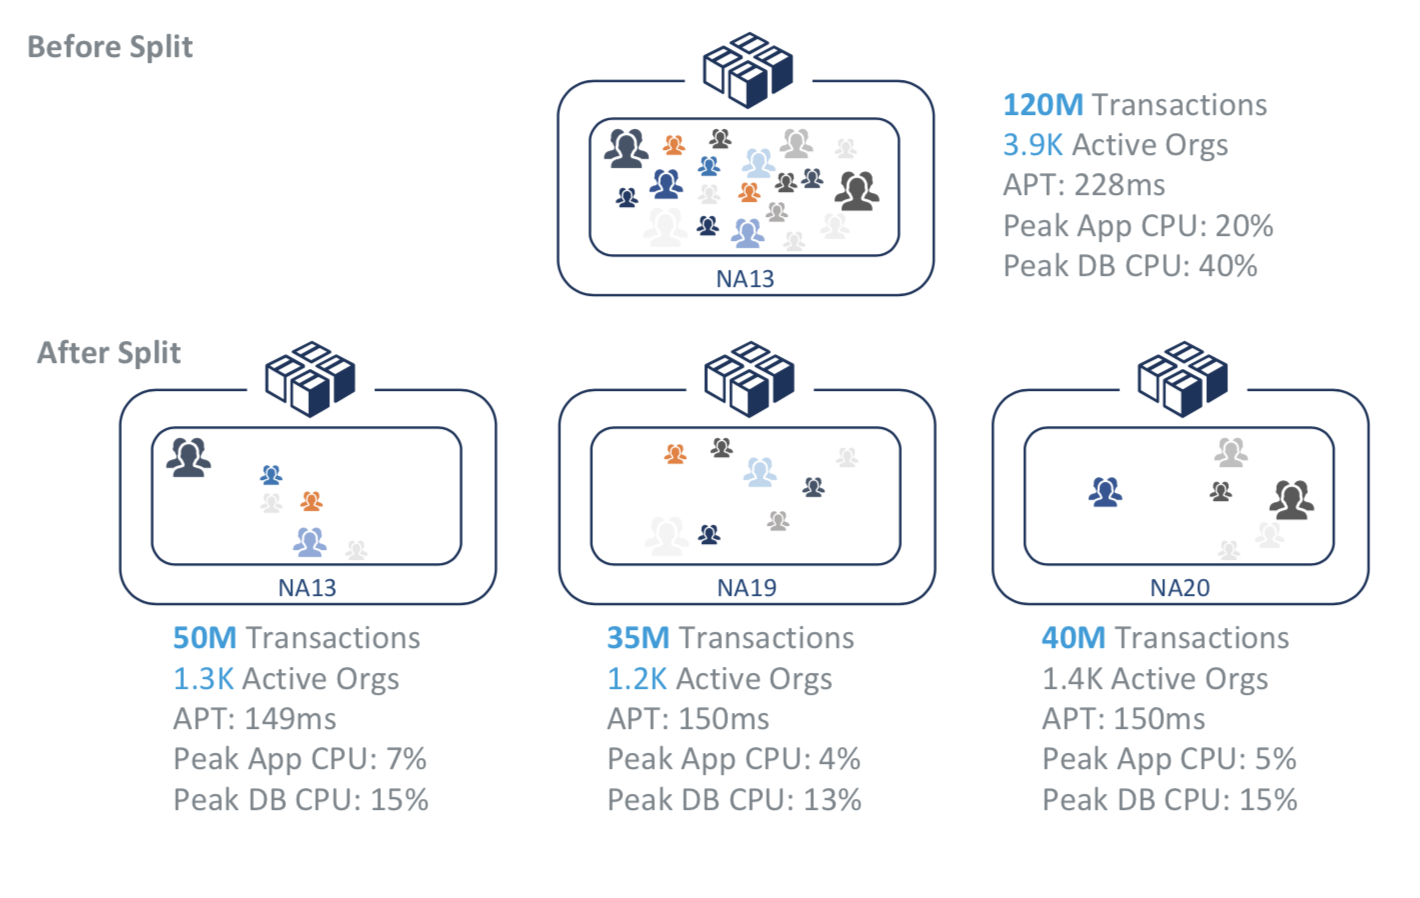 Before Split
120M Transactions
3.9K Active Orgs
APT: 228ms
Peak App CPU: 20%
Peak DB CPU: 40%
NA13
After Split
NA13
50M Transactions
1.3K Active Orgs
APT: 149ms
Peak App CPU: 7%
Peak DB CPU: 15%
NA19
35M Transactions
1.2K Active Orgs
APT: 150ms
Peak App CPU: 4%
Peak DB CPU: 13%
NA20
40M Transactions
1.4K Active Orgs
APT: 150ms
Peak App CPU: 5%
Peak DB CPU: 15%